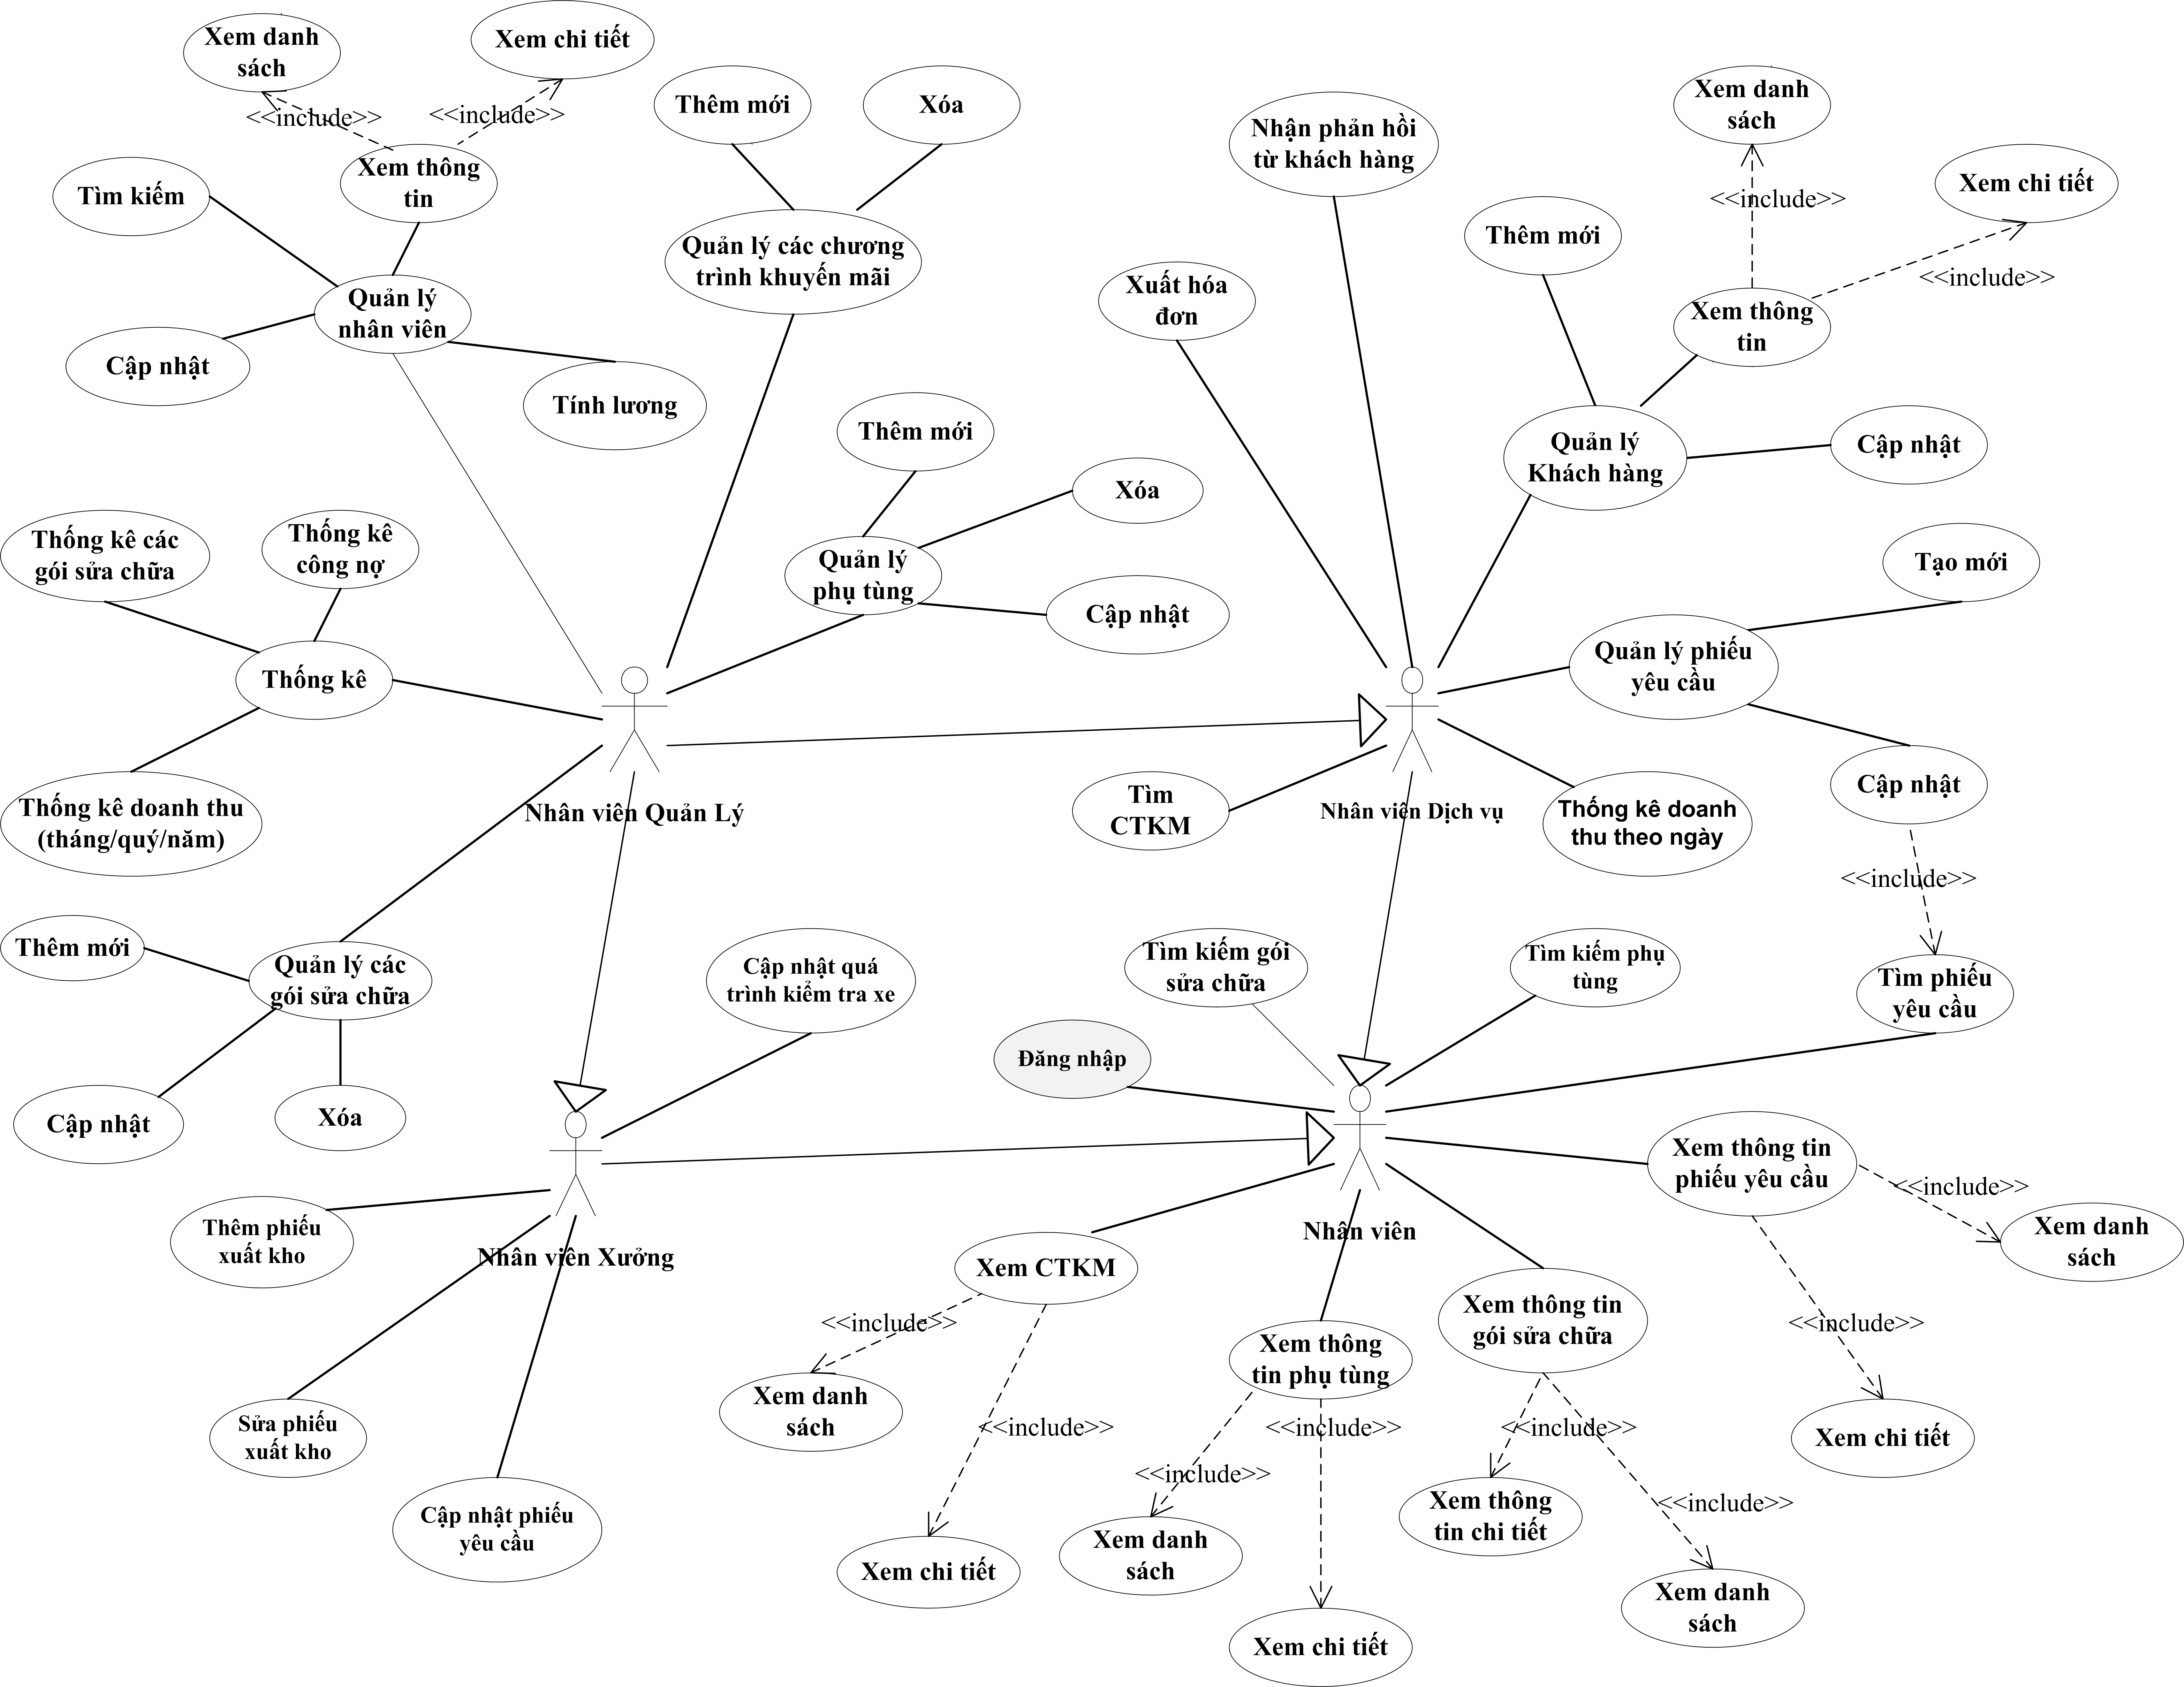 Xem danh
sách
Xem chi tiết
<<include>>
<<include>>
Xem thông
tin
Tìm kiếm
Quản lý
nhân viên
Cập nhật
Tính lương
Thêm mới
Xóa
Quản lý các chương
trình khuyến mãi
Thêm mới
Xóa
Quản lý
phụ tùng
Cập nhật
Nhận phản hồi
từ khách hàng
Xuất hóa
đơn
Xem danh
sách
<<include>>
Xem chi tiết
<<include>>
Thêm mới
Xem thông
tin
Quản lý
Khách hàng
Cập nhật
Tạo mới
Quản lý phiếu
yêu cầu
Cập nhật
<<include>>
Tìm phiếu
yêu cầu
Thống kê các
gói sửa chữa
Thống kê
công nợ
Thống kê
Thống kê doanh thu
(tháng/quý/năm)
Nhân viên Quản Lý
Tìm
CTKM
Nhân viên Dịch vụ
Thống kê doanh
thu theo ngày
Thêm mới
Quản lý các
gói sửa chữa
Cập nhật
Xóa
Cập nhật quá
trình kiểm tra xe
Tìm kiếm gói
sửa chữa
Tìm kiếm phụ
tùng
Đăng nhập
Thêm phiếu
xuất kho
Nhân viên Xưởng
Sửa phiếu
xuất kho
Cập nhật phiếu
yêu cầu
Nhân viên
Xem thông tin
phiếu yêu cầu
<<include>>
Xem danh
sách
<<include>>
Xem chi tiết
Xem CTKM
<<include>>
Xem danh
sách
<<include>>
Xem chi tiết
Xem thông
tin phụ tùng
<<include>>
<<include>>
Xem danh
sách
Xem chi tiết
Xem thông tin
gói sửa chữa
<<include>>
<<include>>
Xem thông
tin chi tiết
Xem danh
sách